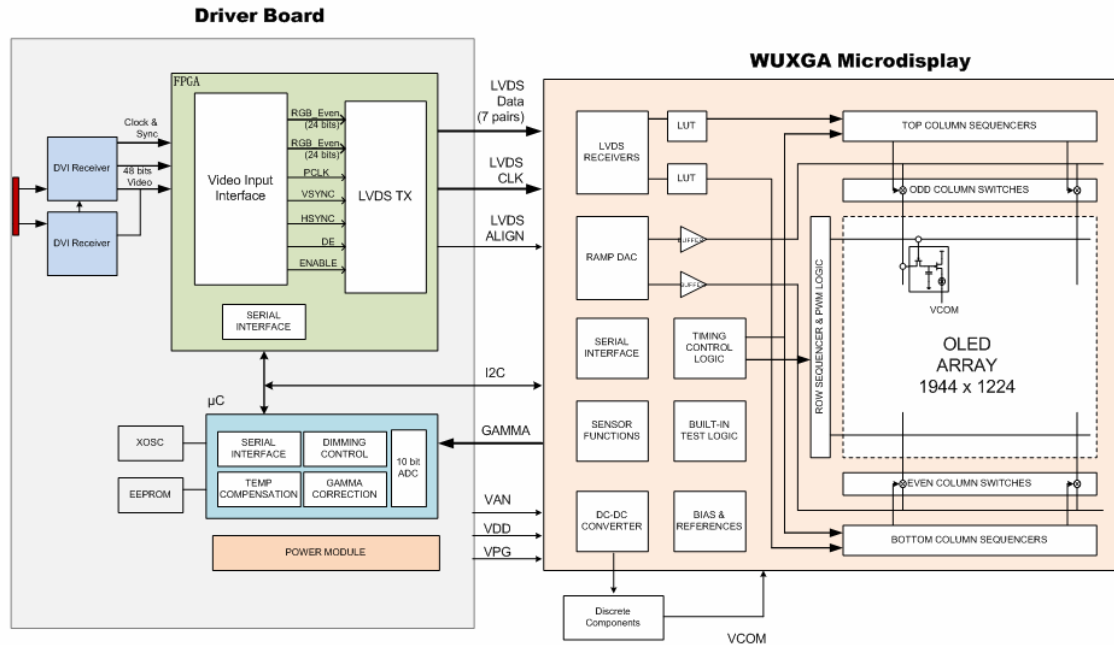 Driver Board
WUXGA Microdisplay
FPGA
Clock &
Sync
DVI Receiver
48 bits
Video
DVI Receiver
Video Input
Interface
RGB_Even
(24 bits)
RGB_Even
(24 bits)
PCLK
VSYNC
HSYNC
DE
ENABLE
LVDS TX
SERIAL
INTERFACE
LVDS
Data
(7 pairs)
LVDS
CLK
LVDS
ALIGN
I2C
GAMMA
VAN
VDD
VPG
µC
XOSC
EEPROM
SERIAL
INTERFACE
DIMMING
CONTROL
TEMP
COMPENSATION
GAMMA
CORRECTION
10 bit
ADC
POWER MODULE
LVDS
RECEIVERS
LUT
LUT
RAMP DAC
BUFFER
BUFFER
SERIAL
INTERFACE
TIMING
CONTROL
LOGIC
SENSOR
FUNCTIONS
BUILT-IN
TEST LOGIC
DC-DC
CONVERTER
BIAS &
REFERENCES
TOP COLUMN SEQUENCERS
ODD COLUMN SWITCHES
ROW SEQUENCER & PWM LOGIC
VCOM
OLED
ARRAY
1944 x 1224
EVEN COLUMN SWITCHES
BOTTOM COLUMN SEQUENCERS
Discrete
Components
VCOM